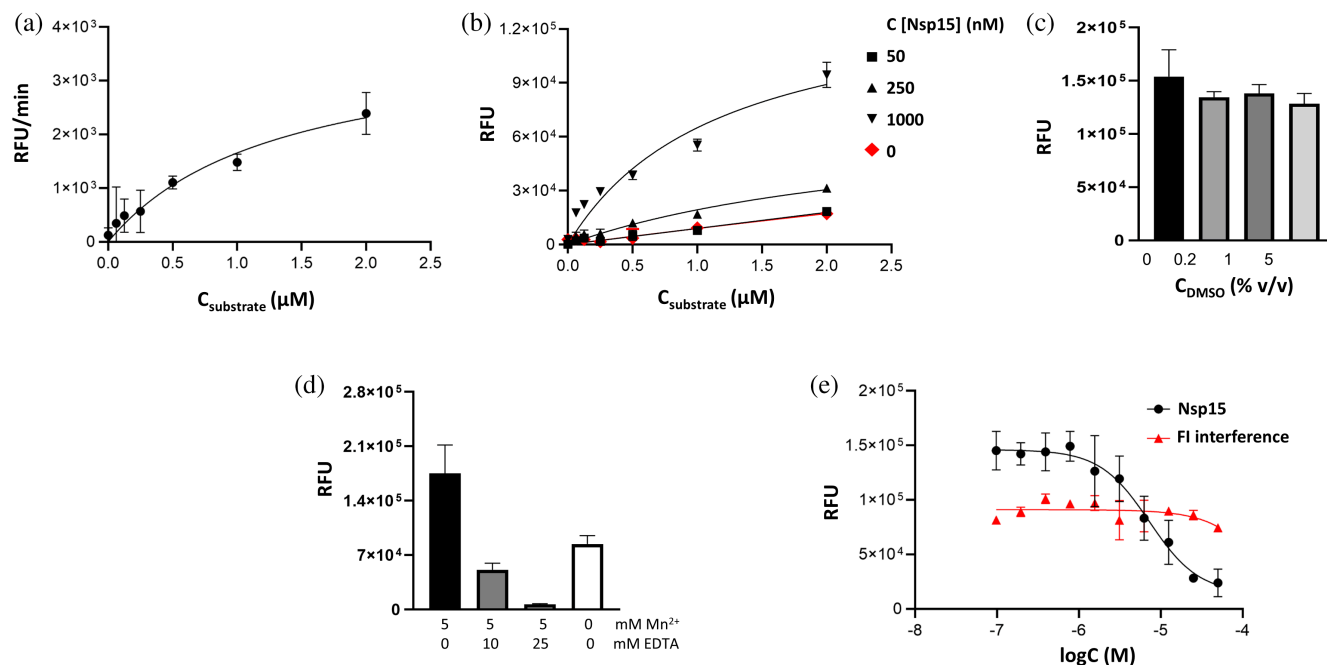 (a)
4×10³
3×10³
2×10³
1×10³
0
RFU/min
0.0 0.5 1.0 1.5 2.0 2.5
C substrate (μM)
(b)
1.2×10⁵
9×10⁴
6×10⁴
3×10⁴
0
RFU
0.0 0.5 1.0 1.5 2.0 2.5
C substrate (μM)
C [Nsp15] (nM)
50
250
1000
0
(c)
2×10⁵
1.5×10⁵
1×10⁵
5×10⁴
0
RFU
0 0.2 1 5
C DMSO (% v/v)
(d)
2.8×10⁵
2.1×10⁵
1.4×10⁵
7×10⁴
0
RFU
5 5 5 0 mM Mn²⁺
0 10 25 0 mM EDTA
(e)
2×10⁵
1.5×10⁵
1×10⁵
5×10⁴
0
RFU
-8 -7 -6 -5 -4
logC (M)
Nsp15
FI interference